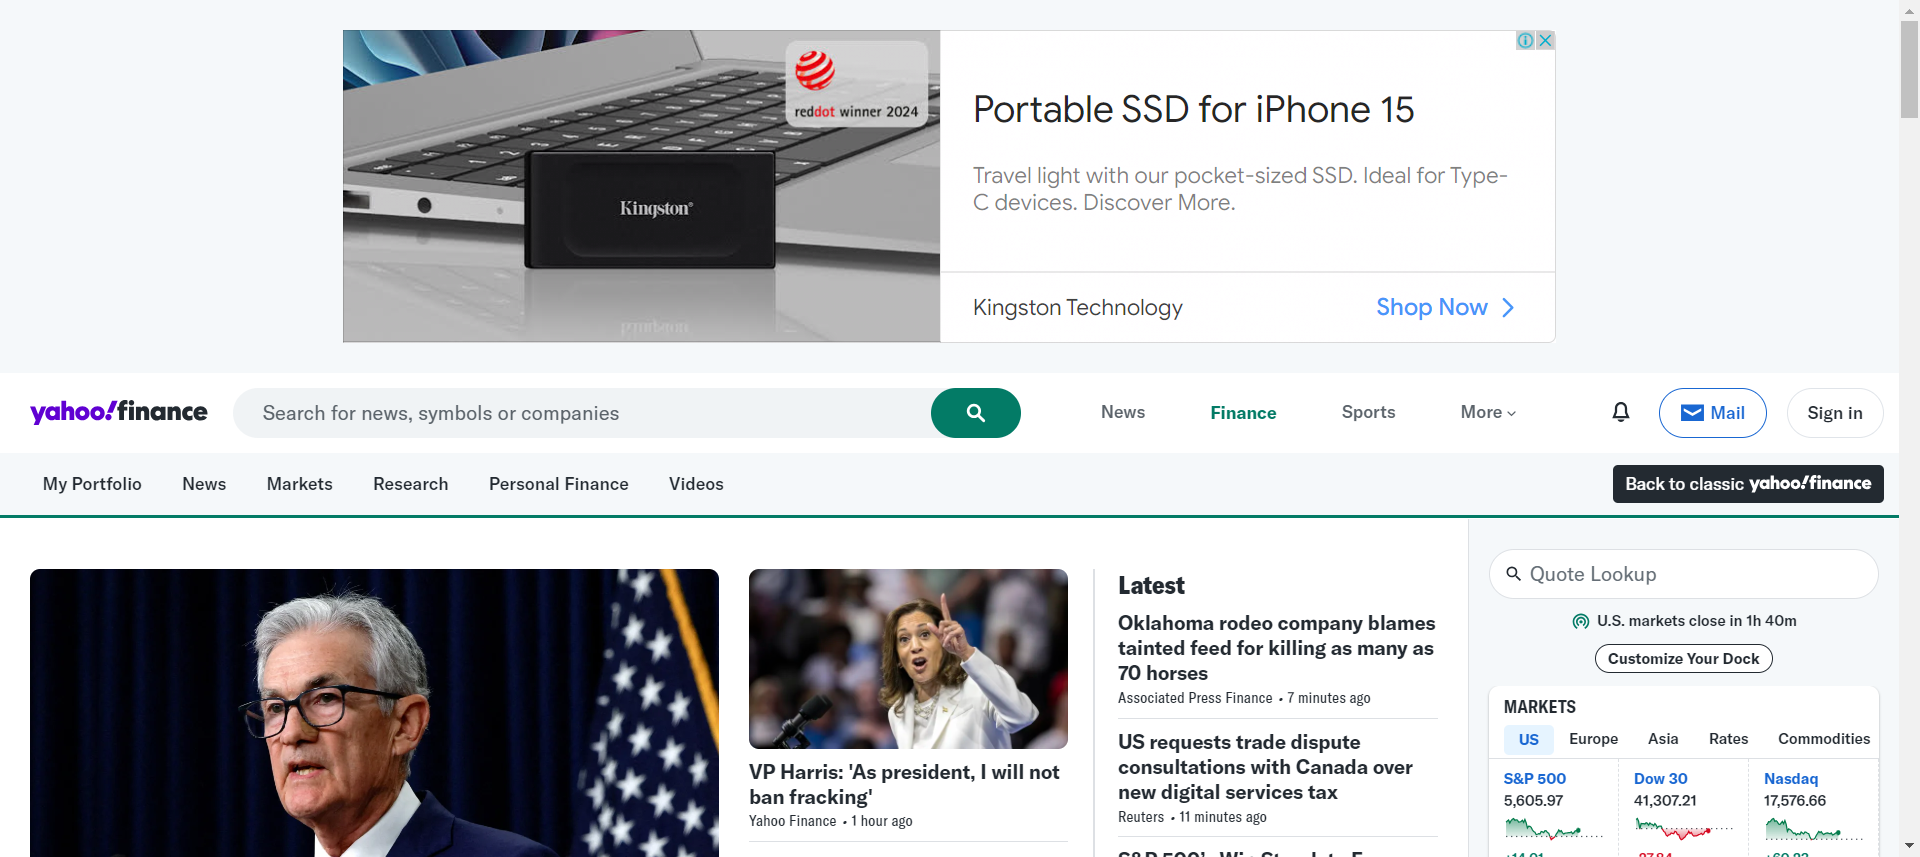 reddot winner 2024
Kingston
Portable SSD for iPhone 15
Travel light with our pocket-sized SSD. Ideal for Type-
C devices. Discover More.
Kingston Technology
Shop Now
yahoo!finance
Search for news, symbols or companies
News
Finance
Sports
More
Mail
Sign in
My Portfolio
News
Markets
Research
Personal Finance
Videos
Back to classic yahoo!finance
VP Harris: 'As president, I will not
ban fracking'
Yahoo Finance • 1 hour ago
Latest
Oklahoma rodeo company blames
tainted feed for killing as many as
70 horses
Associated Press Finance • 7 minutes ago
US requests trade dispute
consultations with Canada over
new digital services tax
Reuters • 11 minutes ago
Quote Lookup
U.S. markets close in 1h 40m
Customize Your Dock
MARKETS
US
Europe
Asia
Rates
Commodities
S&P 500
5,605.97
Dow 30
41,307.21
Nasdaq
17,576.66